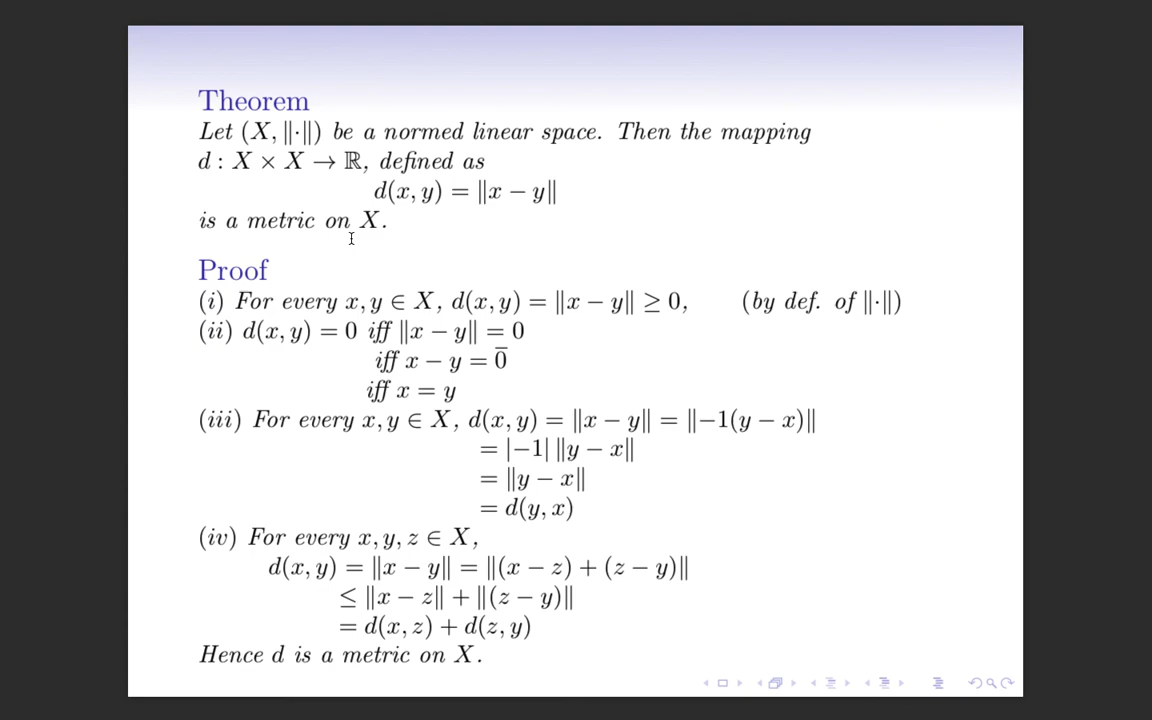 Theorem
Let (X, ‖·‖) be a normed linear space. Then the mapping
d : X × X → ℝ, defined as
d(x, y) = ‖x − y‖
is a metric on X.
Proof
(i) For every x, y ∈ X, d(x, y) = ‖x − y‖ ≥ 0, (by def. of ‖·‖)
(ii) d(x, y) = 0 iff ‖x − y‖ = 0
iff x − y = 0̅
iff x = y
(iii) For every x, y ∈ X, d(x, y) = ‖x − y‖ = ‖−1(y − x)‖
= |−1| ‖y − x‖
= ‖y − x‖
= d(y, x)
(iv) For every x, y, z ∈ X,
d(x, y) = ‖x − y‖ = ‖(x − z) + (z − y)‖
≤ ‖x − z‖ + ‖(z − y)‖
= d(x, z) + d(z, y)
Hence d is a metric on X.